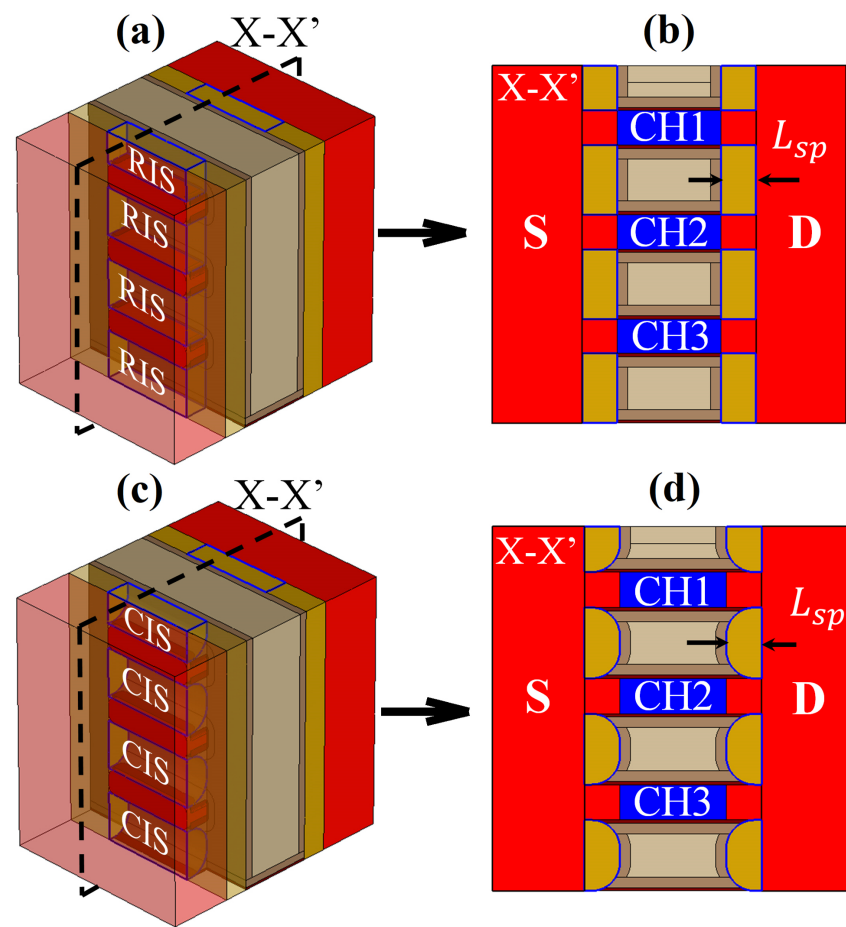 (a)
X-X’
RIS
RIS
RIS
RIS
(b)
X-X’
CH1
L_sp
S
CH2
D
CH3
(c)
X-X’
CIS
CIS
CIS
CIS
(d)
X-X’
CH1
L_sp
S
CH2
D
CH3